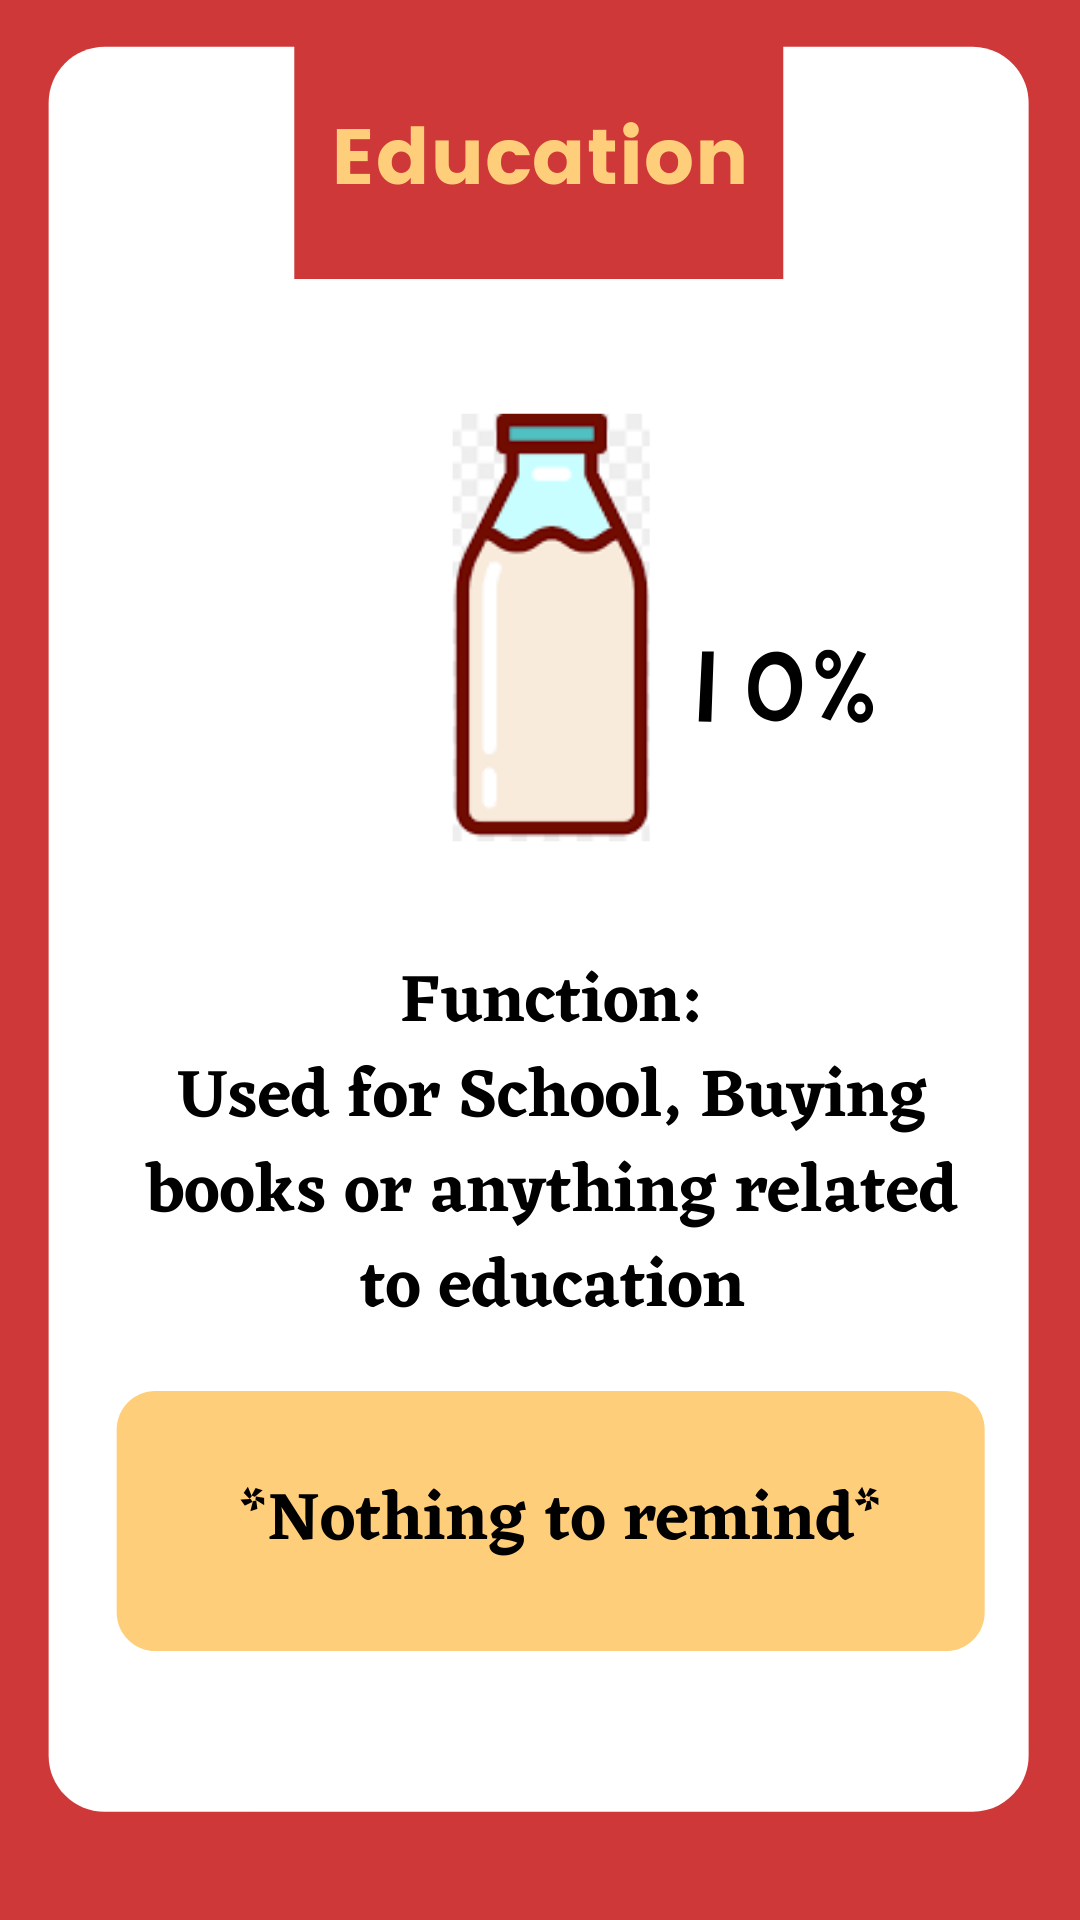 Education
10%
Function:
Used for School, Buying
books or anything related
to education
*Nothing to remind*